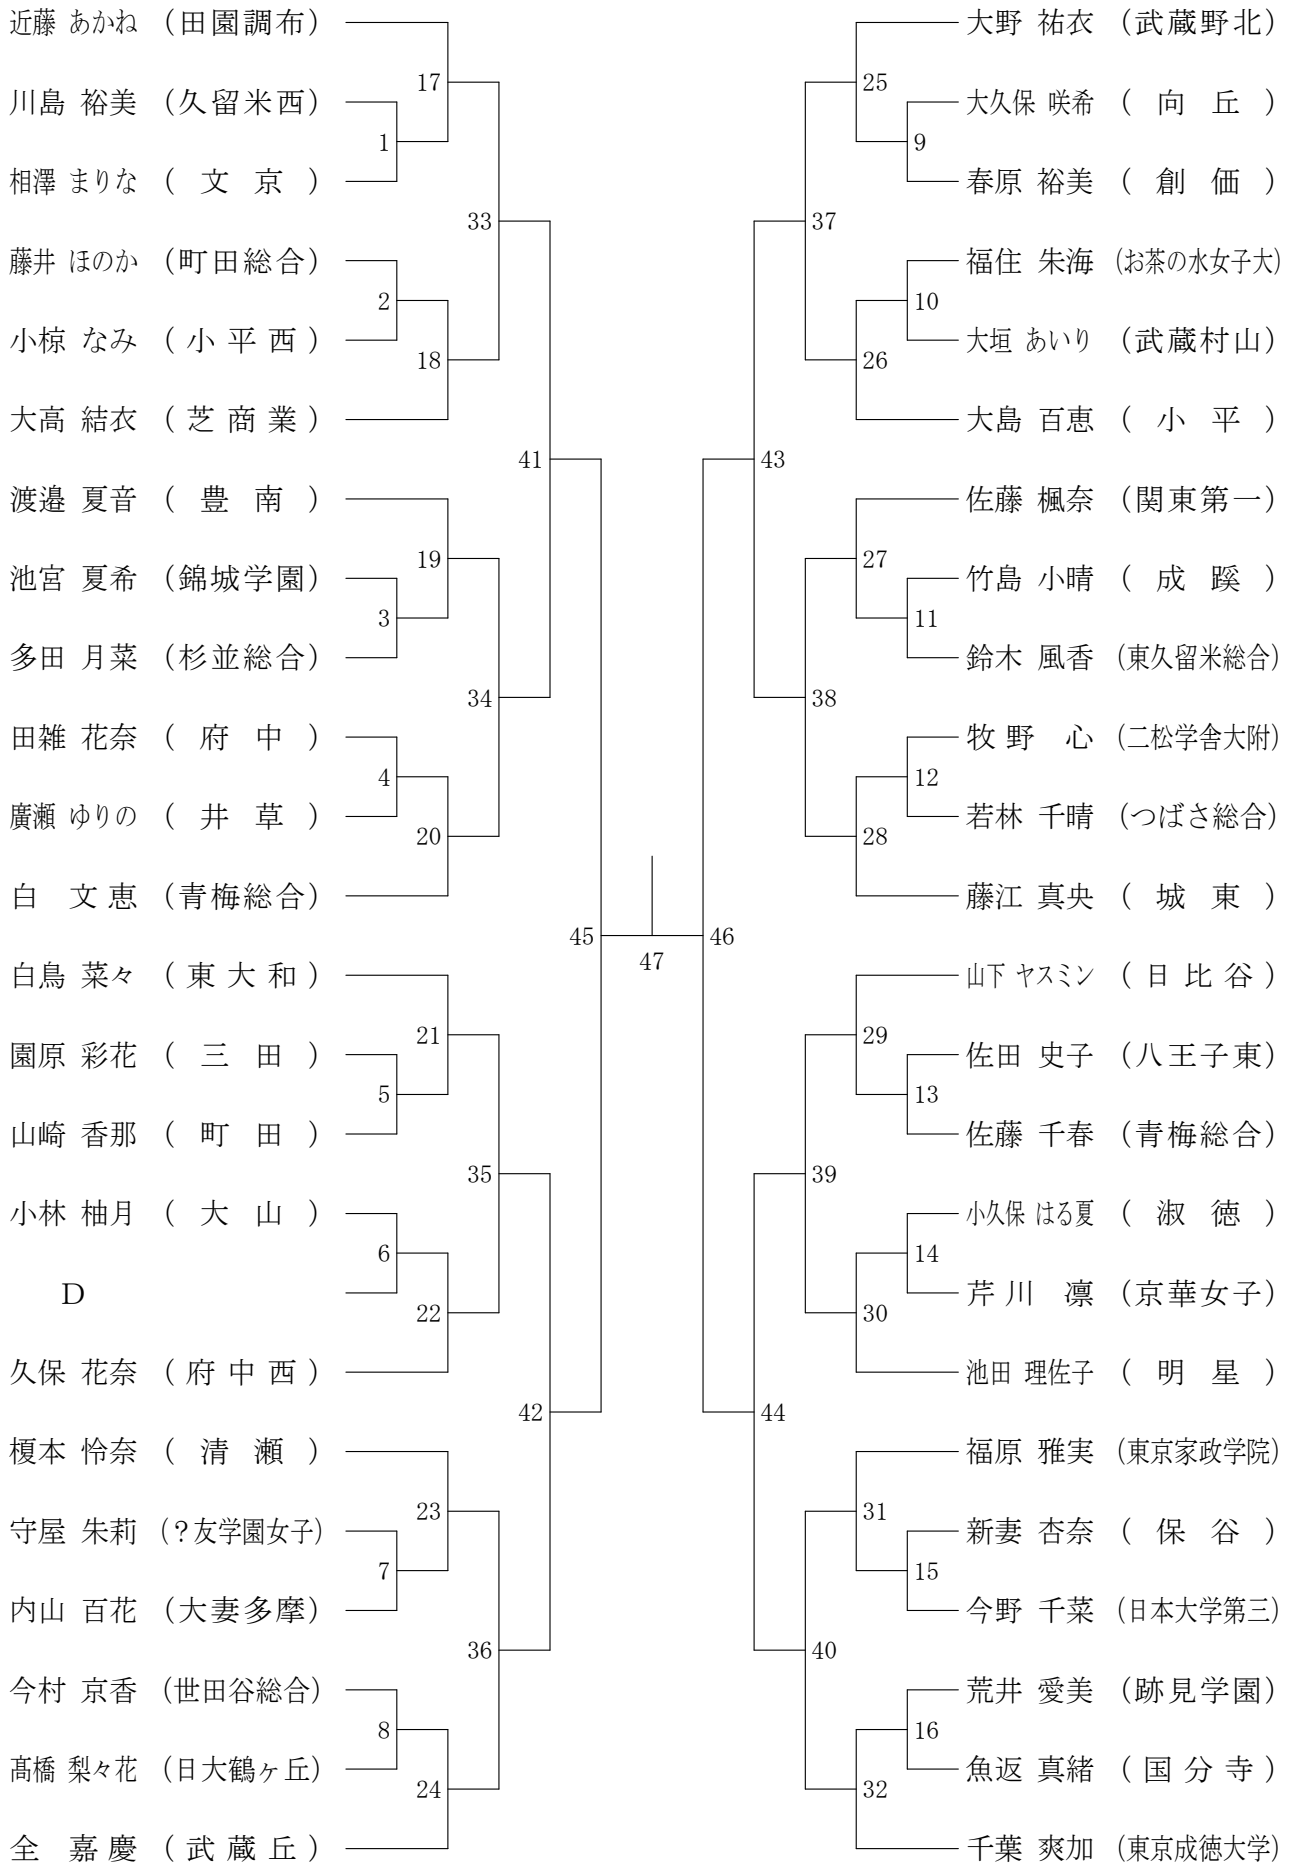 近藤 あかね (田園調布)
17
川島 裕美 (久留米西)
1
相澤 まりな (文京)
33
藤井 ほのか (町田総合)
2
小椋 なみ (小平西)
18
大高 結衣 (芝商業)
41
渡邉 夏音 (豊南)
19
池宮 夏希 (錦城学園)
3
多田 月菜 (杉並総合)
34
田雑 花奈 (府中)
4
廣瀬 ゆりの (井草)
20
白 文恵 (青梅総合)
45
47
白鳥 菜々 (東大和)
21
園原 彩花 (三田)
5
山崎 香那 (町田)
35
小林 柚月 (大山)
6
D
22
久保 花奈 (府中西)
42
榎本 怜奈 (清瀬)
23
守屋 朱莉 (?友学園女子)
7
内山 百花 (大妻多摩)
36
今村 京香 (世田谷総合)
8
髙橋 梨々花 (日大鶴ヶ丘)
24
全 嘉慶 (武蔵丘)
大野 祐衣 (武蔵野北)
25
大久保 咲希 (向丘)
9
春原 裕美 (創価)
37
福住 朱海 (お茶の水女子大)
10
大垣 あいり (武蔵村山)
26
大島 百恵 (小平)
43
佐藤 楓奈 (関東第一)
27
竹島 小晴 (成蹊)
11
鈴木 風香 (東久留米総合)
38
牧野 心 (二松学舎大附)
12
若林 千晴 (つばさ総合)
28
藤江 真央 (城東)
46
山下 ヤスミン (日比谷)
29
佐田 史子 (八王子東)
13
佐藤 千春 (青梅総合)
39
小久保 はる夏 (淑徳)
14
芹川 凛 (京華女子)
30
池田 理佐子 (明星)
44
福原 雅実 (東京家政学院)
31
新妻 杏奈 (保谷)
15
今野 千菜 (日本大学第三)
40
荒井 愛美 (跡見学園)
16
魚返 真緒 (国分寺)
32
千葉 爽加 (東京成徳大学)